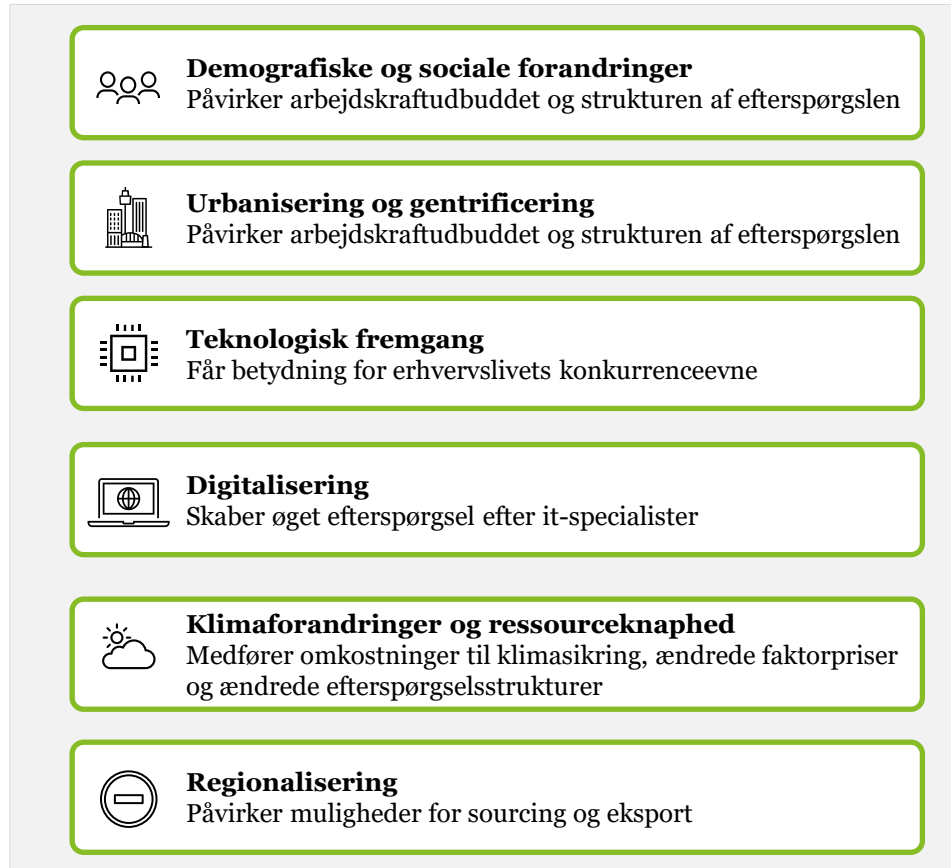 Demografiske og sociale forandringer
Påvirker arbejdskraftudbuddet og strukturen af efterspørgslen
Urbanisering og gentrificering
Påvirker arbejdskraftudbuddet og strukturen af efterspørgslen
Teknologisk fremgang
Får betydning for erhvervslivets konkurrenceevne
Digitalisering
Skaber øget efterspørgsel efter it-specialister
Klimaforandringer og ressourceknaphed
Medfører omkostninger til klimasikring, ændrede faktorpriser
og ændrede efterspørgselsstrukturer
Regionalisering
Påvirker muligheder for sourcing og eksport